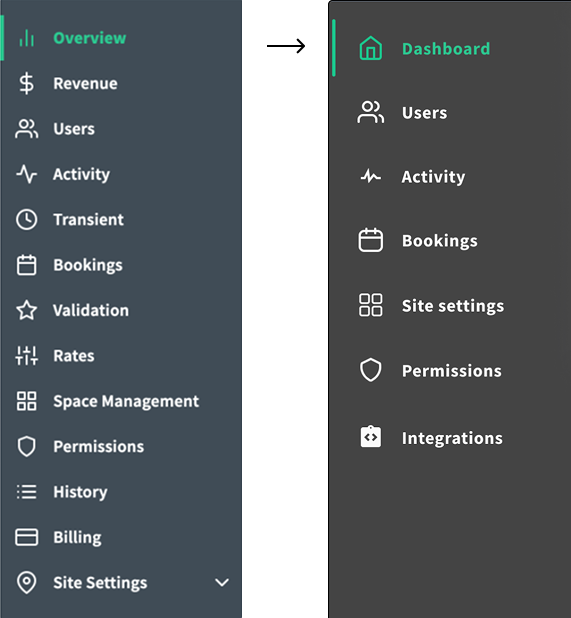 Overview
Revenue
Users
Activity
Transient
Bookings
Validation
Rates
Space Management
Permissions
History
Billing
Site Settings
Dashboard
Users
Activity
Bookings
Site settings
Permissions
Integrations